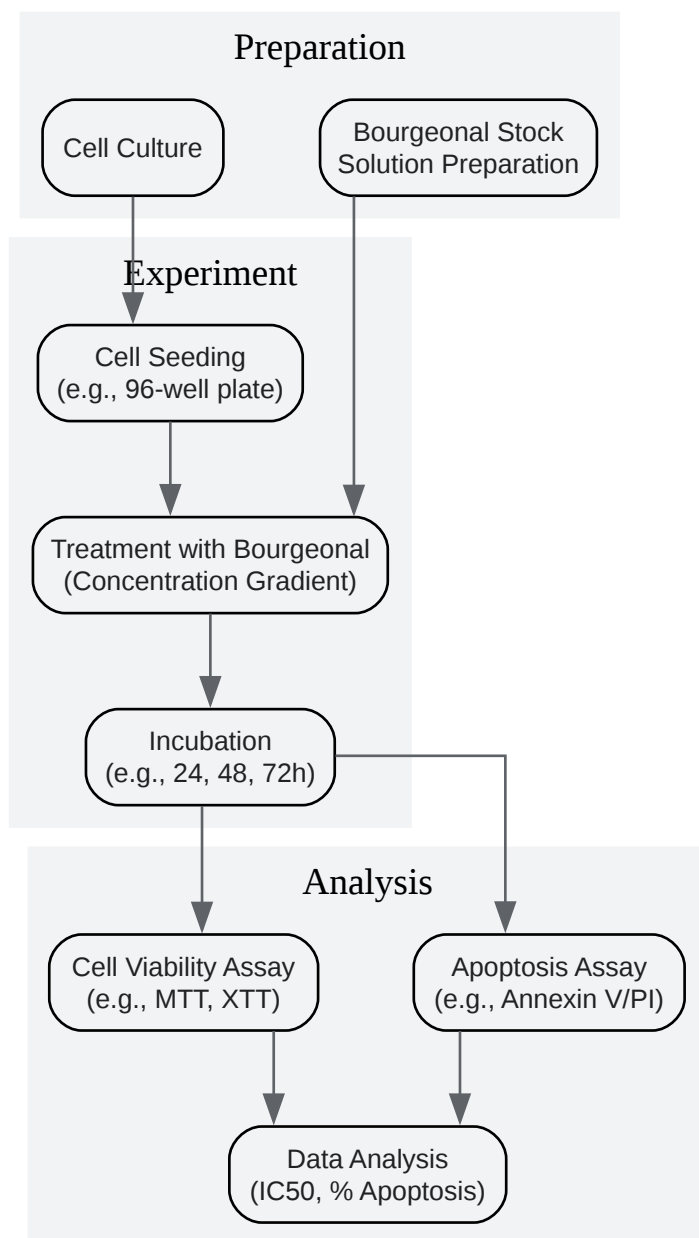 Preparation
Cell Culture
Bourgeonal Stock
Solution Preparation
Experiment
Cell Seeding
(e.g., 96-well plate)
Treatment with Bourgeonal
(Concentration Gradient)
Incubation
(e.g., 24, 48, 72h)
Analysis
Cell Viability Assay
(e.g., MTT, XTT)
Apoptosis Assay
(e.g., Annexin V/PI)
Data Analysis
(IC50, % Apoptosis)